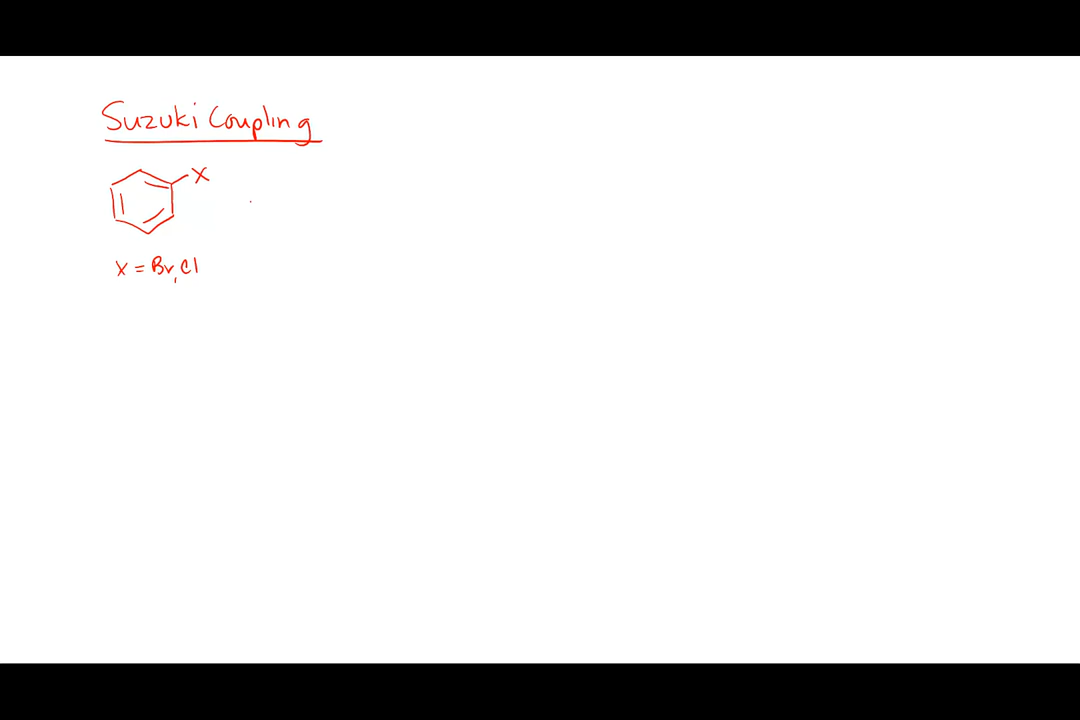 Suzuki Coupling
X
X = Br, Cl